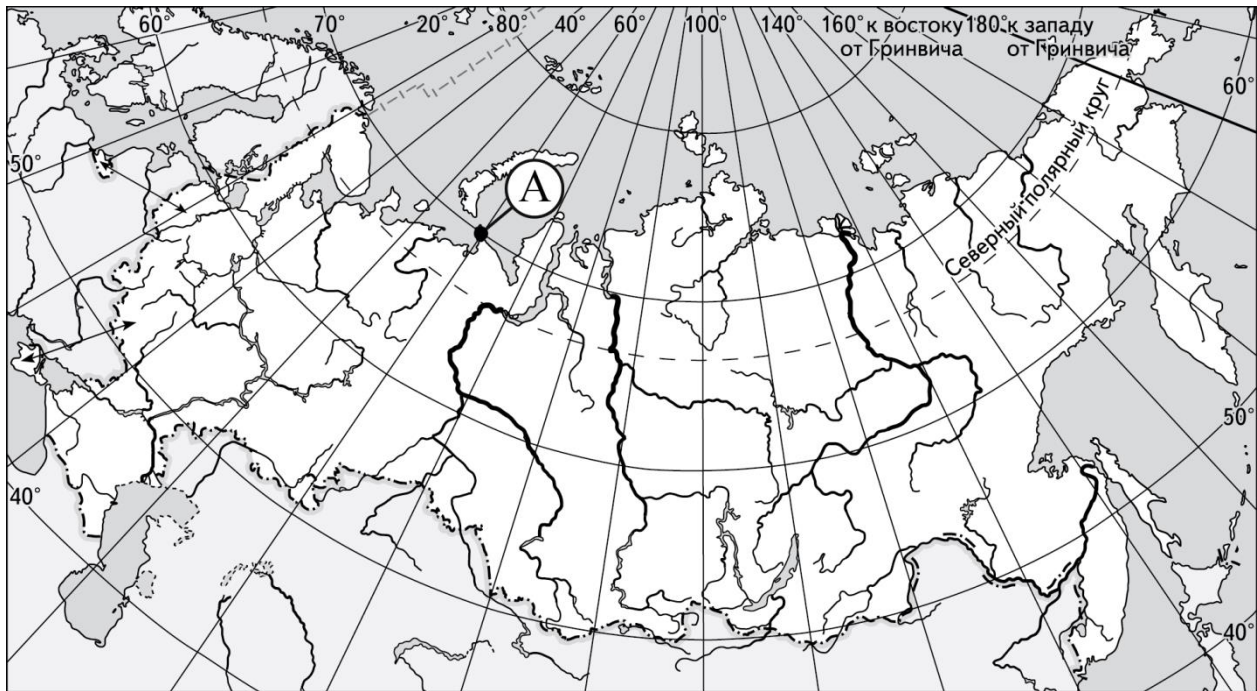 60° 70° 20° 80° 40° 60° 100° 140° 160° к востоку 180° к западу
от Гринвича от Гринвича
60°
А
Северный полярный круг
50°
50°
40°
40°